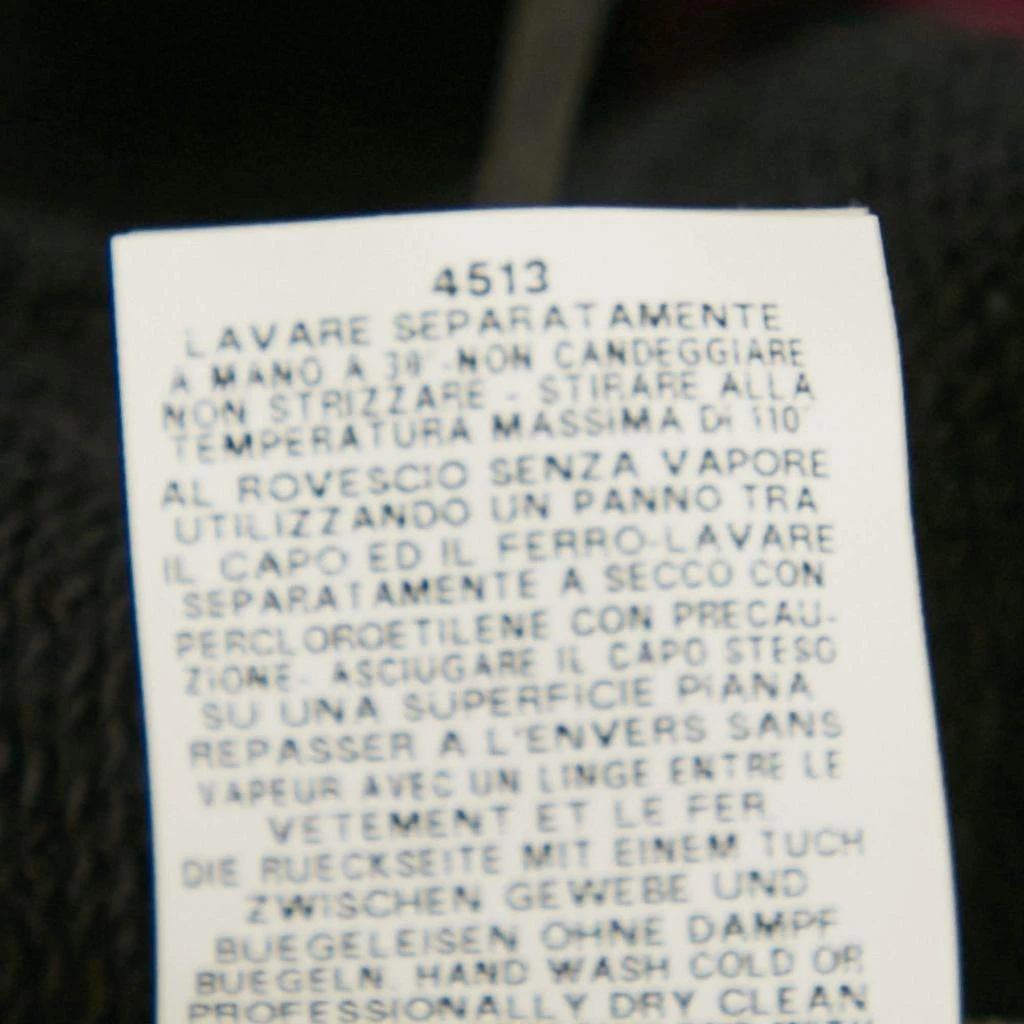 4513
LAVARE SEPARATAMENTE
A MANO A 30° -NON CANDEGGIARE
NON STRIZZARE - STIRARE ALLA
TEMPERATURA MASSIMA DI 110°
AL ROVESCIO SENZA VAPORE
UTILIZZANDO UN PANNO TRA
IL CAPO ED IL FERRO-LAVARE
SEPARATAMENTE A SECCO CON
PERCLOROETILENE CON PRECAU-
ZIONE- ASCIUGARE IL CAPO STESO
SU UNA SUPERFICIE PIANA
REPASSER A L'ENVERS SANS
VAPEUR AVEC UN LINGE ENTRE LE
VETEMENT ET LE FER.
DIE RUECKSEITE MIT EINEM TUCH
ZWISCHEN GEWEBE UND
BUEGELEISEN OHNE DAMPF
BUEGELN. HAND WASH COLD OR
PROFESSIONALLY DRY CLEAN